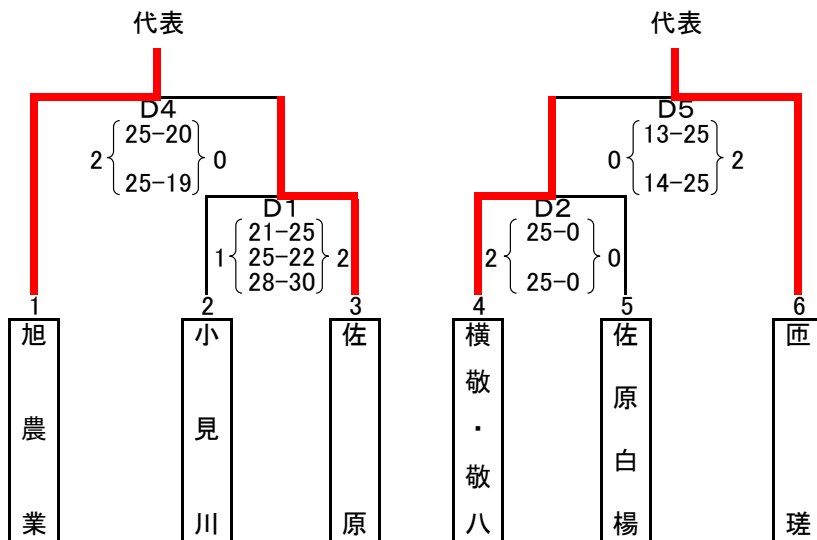 代表
代表
D4
25-20
2 0
25-19
D5
13-25
0 2
14-25
D1
21-25
1 25-22 2
28-30
D2
25-0
2 0
25-0
1 2 3 4 5 6
旭農業
小見川
佐原
横敬・敬八
佐原白楊
匝瑳